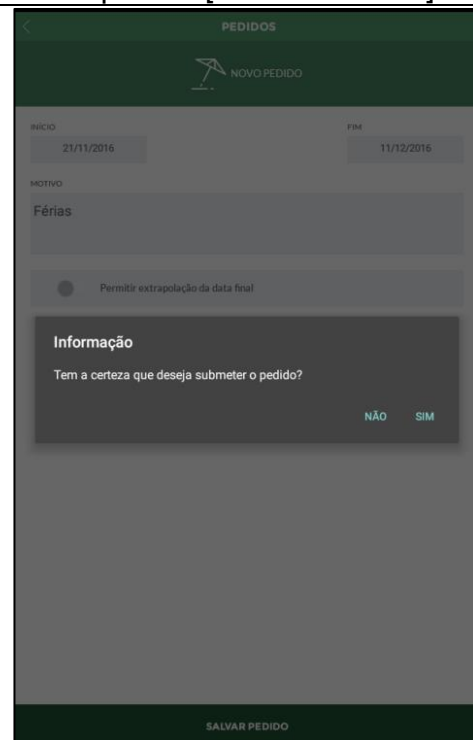 PEDIDOS
NOVO PEDIDO
INÍCIO FIM
21/11/2016 11/12/2016
MOTIVO
Férias
Permitir extrapolação da data final
Informação
Tem a certeza que deseja submeter o pedido?
NÃO SIM
SALVAR PEDIDO